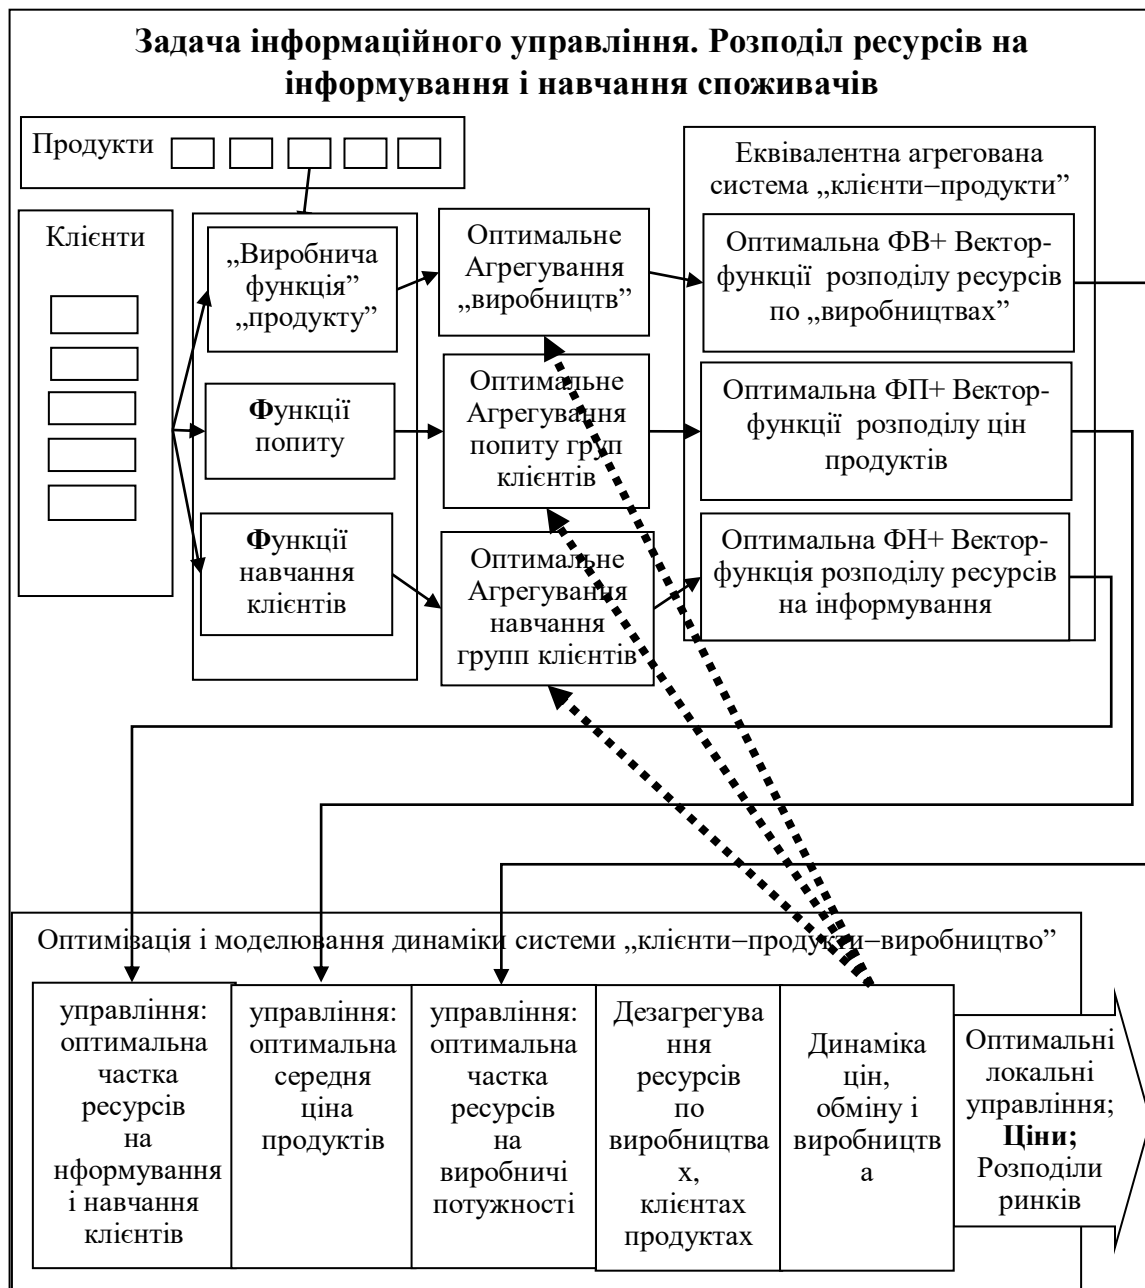 Задача інформаційного управління. Розподіл ресурсів на
інформування і навчання споживачів
Продукти
Клієнти
„Виробнича
функція”
„продукту”
Функції
попиту
Функції
навчання
клієнтів
Оптимальне
Агрегування
„виробництв”
Оптимальне
Агрегування
попиту груп
клієнтів
Оптимальне
Агрегування
навчання
групп клієнтів
Еквівалентна агрегована
система „клієнти–продукти”
Оптимальна ФВ+ Вектор-
функції розподілу ресурсів
по „виробництвах”
Оптимальна ФП+ Вектор-
функції розподілу цін
продуктів
Оптимальна ФН+ Вектор-
функція розподілу ресурсів
на інформування
Оптимізація і моделювання динаміки системи „клієнти–продукти–виробництво”
управління:
оптимальна
частка
ресурсів
на
нформування
і навчання
клієнтів
управління:
оптимальна
середня
ціна
продуктів
управління:
оптимальна
частка
ресурсів
на
виробничі
потужності
Дезагрегува
ння
ресурсів
по
виробництва
х,
клієнтах
продуктах
Динаміка
цін,
обміну і
виробництв
а
Оптимальні
локальні
управління;
Ціни;
Розподіли
ринків